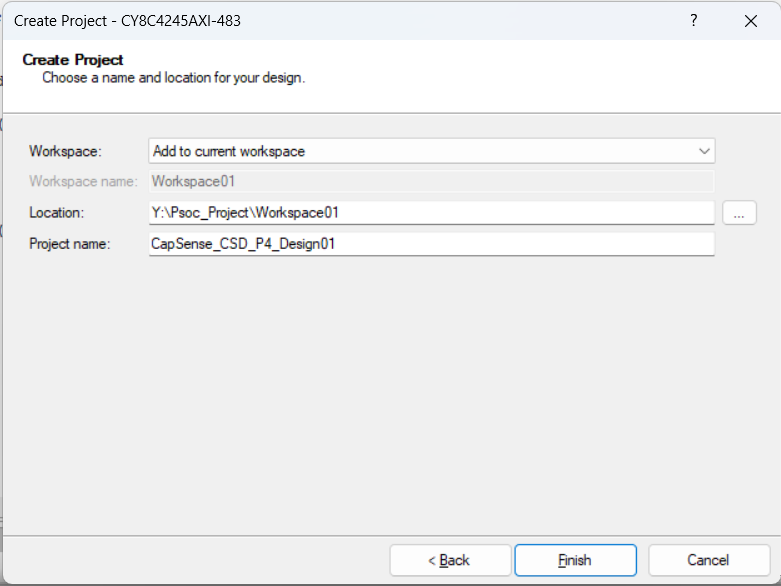 Create Project - CY8C4245AXI-483 ?
Create Project
Choose a name and location for your design.
Workspace: Add to current workspace
Workspace name: Workspace01
Location: Y:\Psoc_Project\Workspace01 ...
Project name: CapSense_CSD_P4_Design01
< Back Finish Cancel